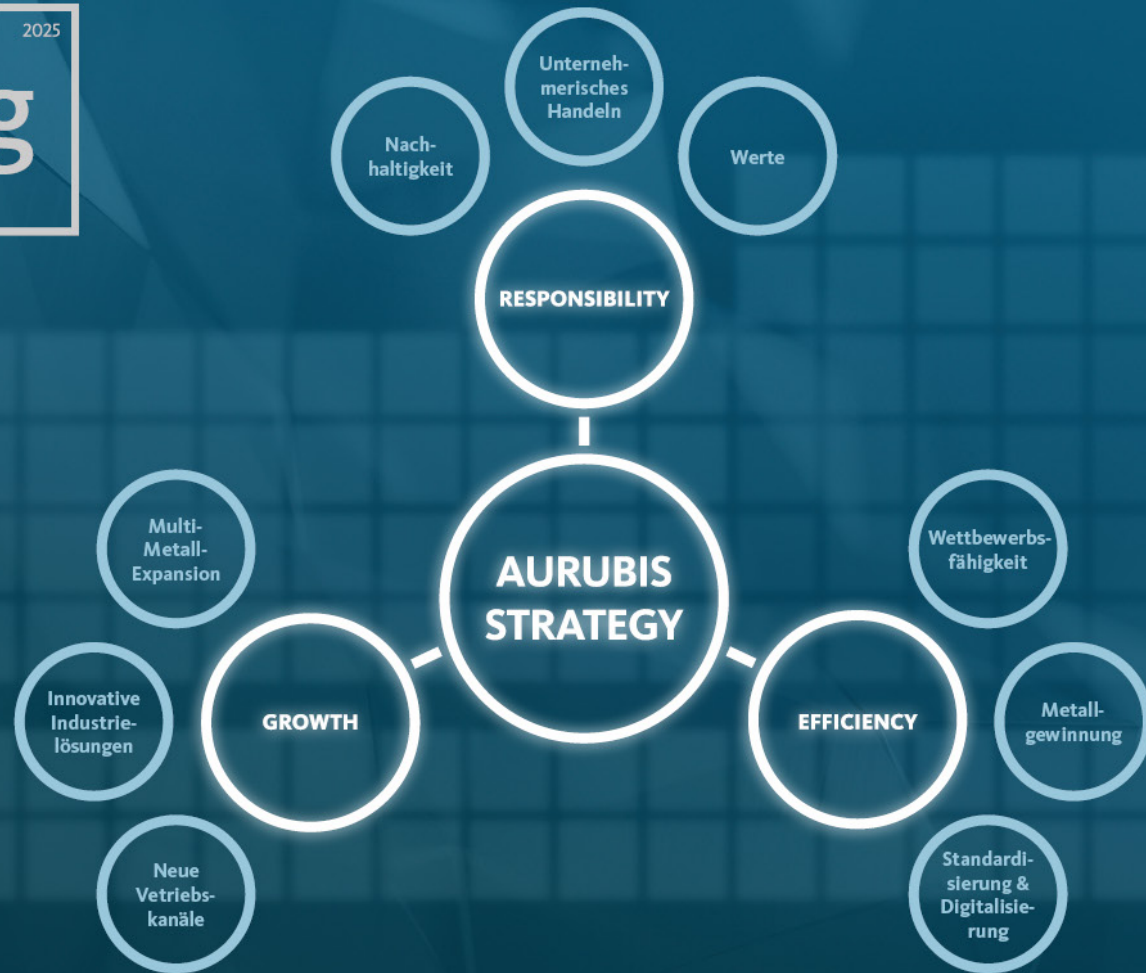 2025
g
Unterneh-
merisches
Handeln
Nach-
haltigkeit
Werte
RESPONSIBILITY
Multi-
Metall-
Expansion
Wettbewerbs-
fähigkeit
AURUBIS
STRATEGY
Innovative
Industrie-
lösungen
GROWTH
EFFICIENCY
Metall-
gewinnung
Neue
Vetriebs-
kanäle
Standardi-
sierung &
Digitalisie-
rung